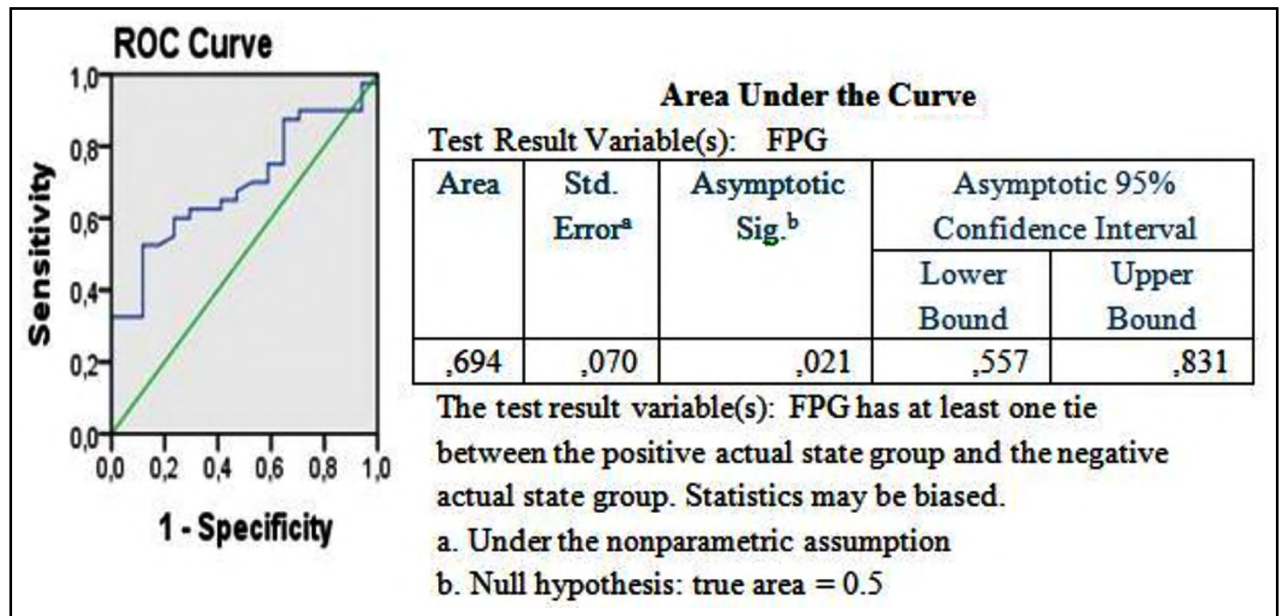 ROC Curve
Sensitivity
1,0
0,8
0,6
0,4
0,2
0,0
0,0 0,2 0,4 0,6 0,8 1,0
1 - Specificity
Area Under the Curve
Test Result Variable(s): FPG
Area Std. Asymptotic Asymptotic 95%
Errorᵃ Sig.ᵇ Confidence Interval
Lower Upper
Bound Bound
,694 ,070 ,021 ,557 ,831
The test result variable(s): FPG has at least one tie
between the positive actual state group and the negative
actual state group. Statistics may be biased.
a. Under the nonparametric assumption
b. Null hypothesis: true area = 0.5